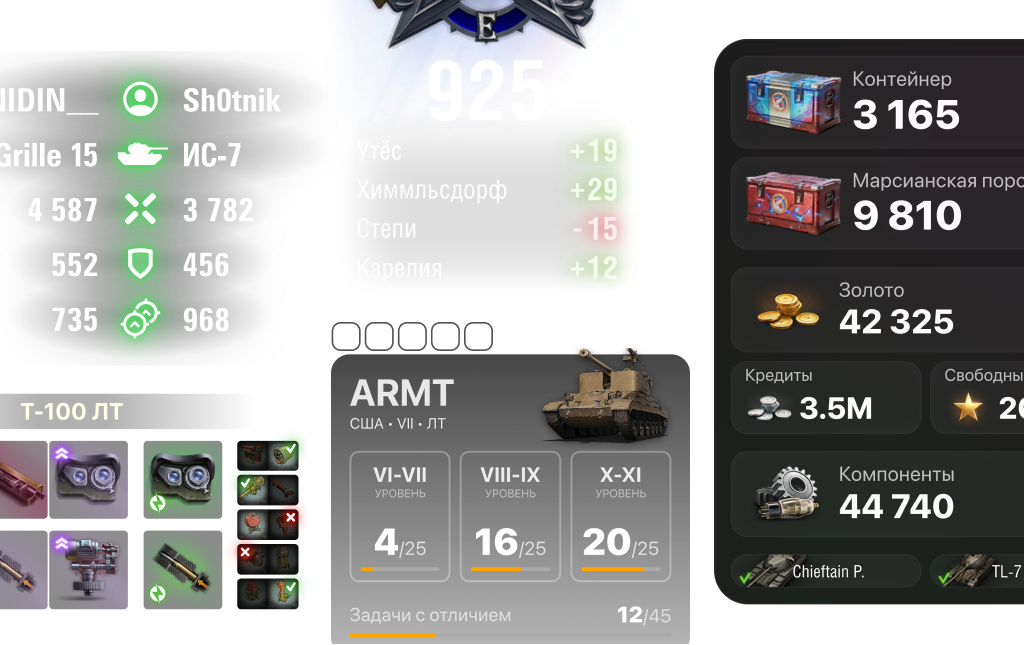 E
925
Утёс +19
Химмльсдорф +29
Степи -15
Карелия +12
Sh0tnik
Grille 15 ИС-7
4 587 3 782
552 456
735 968
Т-100 ЛТ
ARMT
США • VII • ЛТ
VI-VII
УРОВЕНЬ
4/25
VIII-IX
УРОВЕНЬ
16/25
X-XI
УРОВЕНЬ
20/25
Задачи с отличием 12/45
Контейнер
3 165
Марсианская
9 810
Золото
42 325
Кредиты
3.5M
Компоненты
44 740
Chieftain P.
TL-7